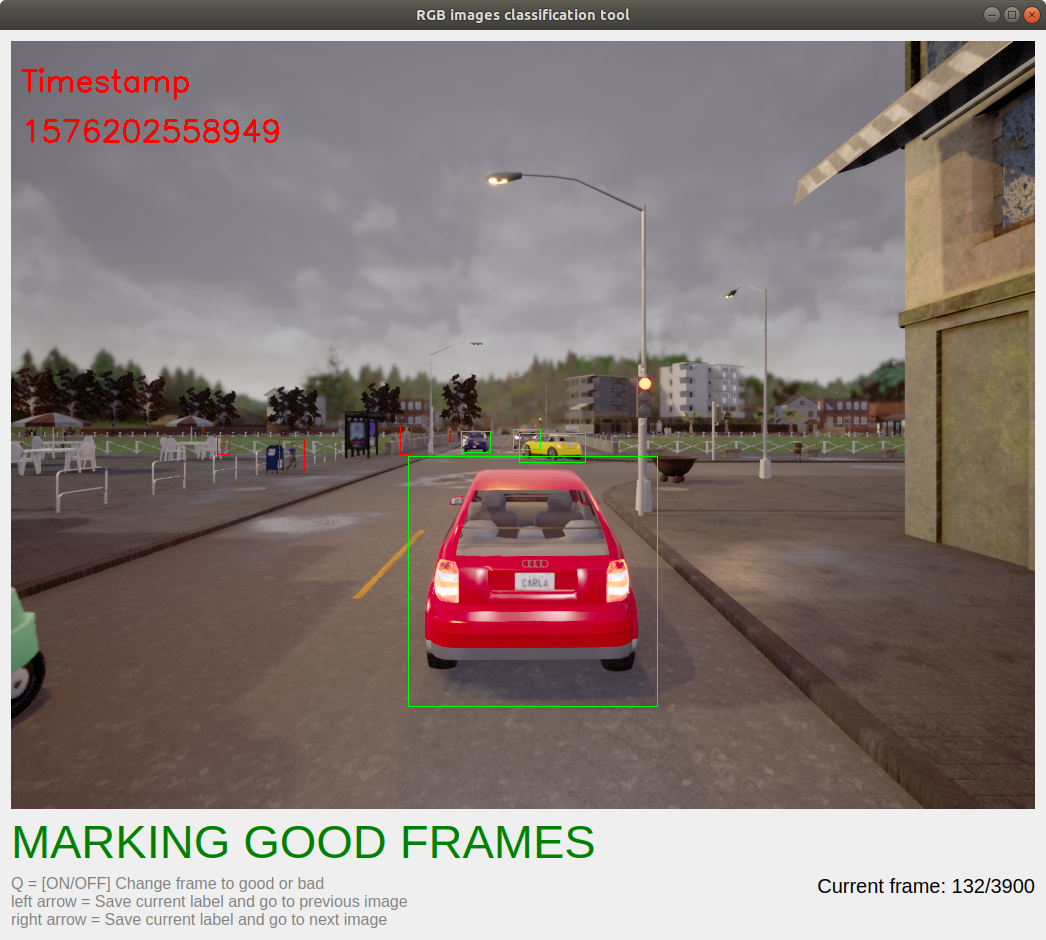 RGB images classification tool
Timestamp
1576202558949
CARLA
MARKING GOOD FRAMES
Q = [ON/OFF] Change frame to good or bad
left arrow = Save current label and go to previous image
right arrow = Save current label and go to next image
Current frame: 132/3900